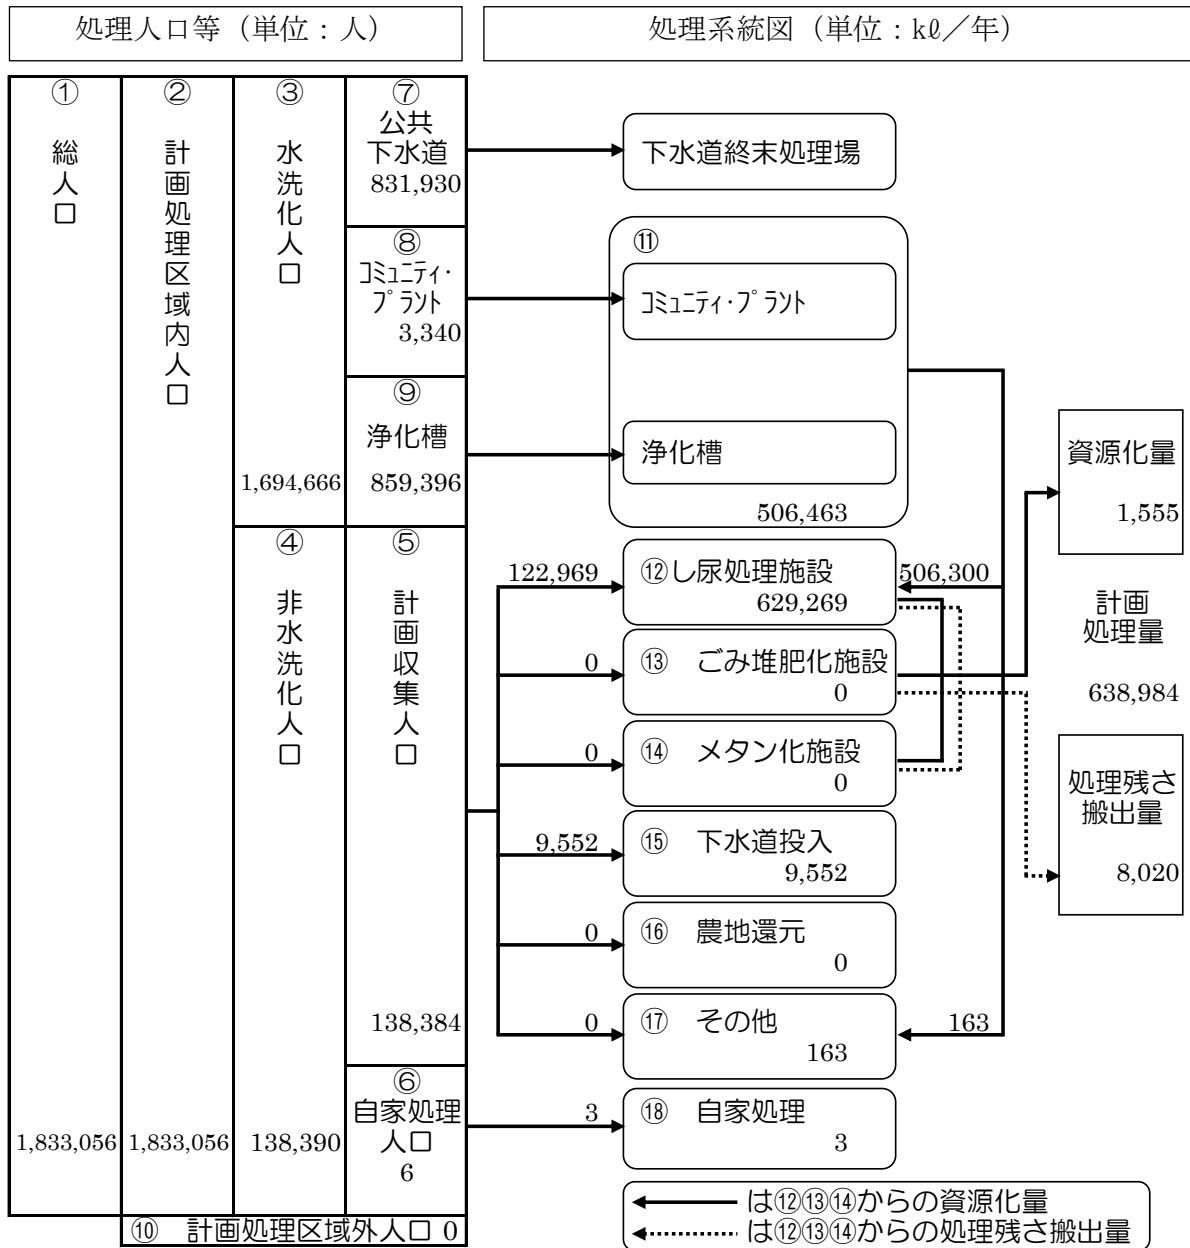 処理人口等（単位：人）
処理系統図（単位：kℓ／年）
①
総人口
1,833,056
②
計画処理区域内人口
1,833,056
③
水洗化人口
1,694,666
④
非水洗化人口
138,390
⑦
公共
下水道
831,930
⑧
コミュニティ・
プラント
3,340
⑨
浄化槽
859,396
⑤
計画収集人口
138,384
⑥
自家処理
人口
6
⑩ 計画処理区域外人口 0
下水道終末処理場
⑪
コミュニティ・プラント
浄化槽
506,463
122,969
⑫し尿処理施設
629,269
506,300
0
⑬ ごみ堆肥化施設
0
0
⑭ メタン化施設
0
9,552
⑮ 下水道投入
9,552
0
⑯ 農地還元
0
0
⑰ その他
163
163
3
⑱ 自家処理
3
資源化量
1,555
計画
処理量
638,984
処理残さ
搬出量
8,020
は⑫⑬⑭からの資源化量
は⑫⑬⑭からの処理残さ搬出量